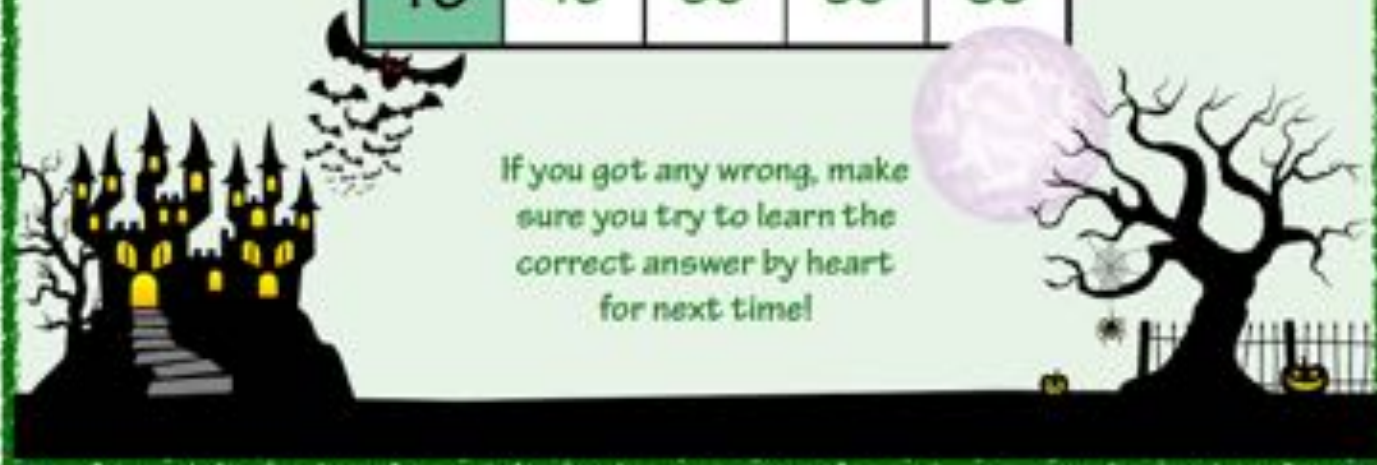 If you got any wrong, make
sure you try to learn the
correct answer by heart
for next time!